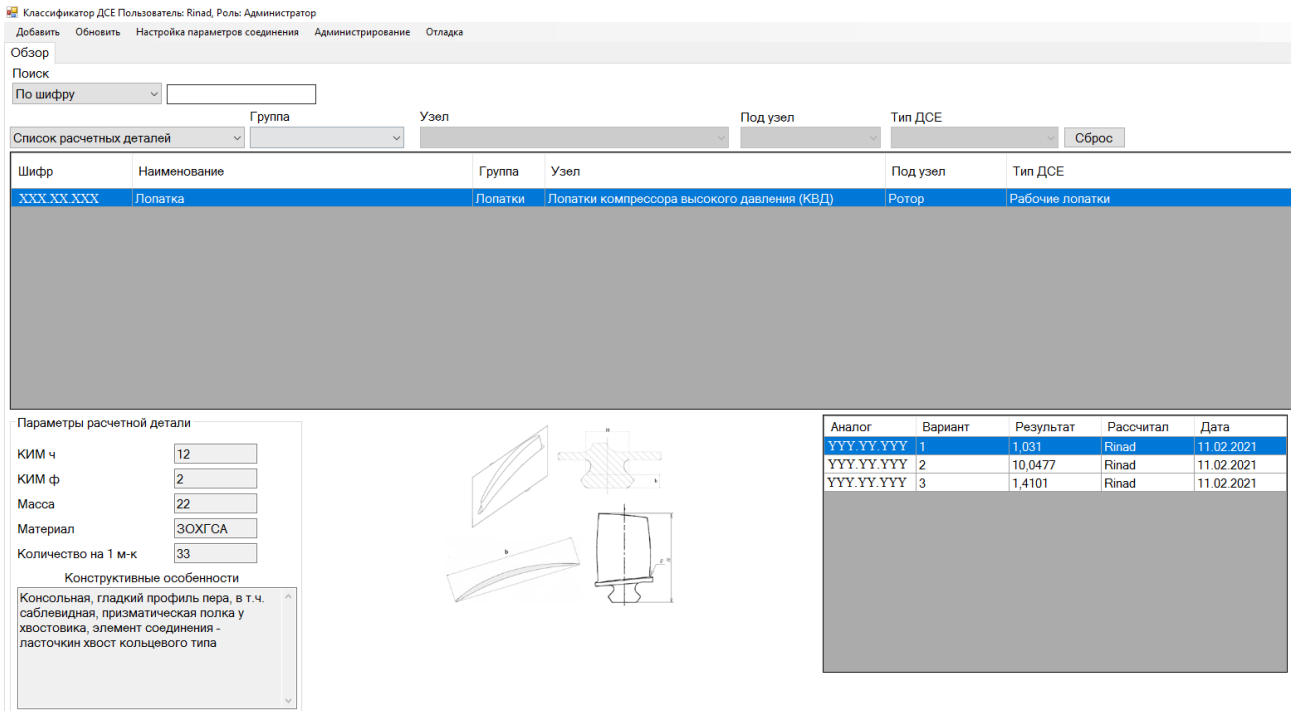 Классификатор ДСЕ Пользователь: Rinad, Роль: Администратор
Добавить Обновить Настройка параметров соединения Администрирование Отладка
Обзор
Поиск
По шифру
Группа Узел Под узел Тип ДСЕ
Список расчетных деталей Сброс
Шифр Наименование Группа Узел Под узел Тип ДСЕ
XXX.XX.XXX Лопатка Лопатки Лопатки компрессора высокого давления (КВД) Ротор Рабочие лопатки
Параметры расчетной детали
КИМ ч 12
КИМ ф 2
Масса 22
Материал ЗОХГСА
Количество на 1 м-к 33
Конструктивные особенности
Консольная, гладкий профиль пера, в т.ч.
саблевидная, призматическая полка у
хвостовика, элемент соединения -
ласточкин хвост кольцевого типа
b
Аналог Вариант Результат Рассчитал Дата
YYY.YY.YYY 1 1,031 Rinad 11.02.2021
YYY.YY.YYY 2 10,0477 Rinad 11.02.2021
YYY.YY.YYY 3 1,4101 Rinad 11.02.2021